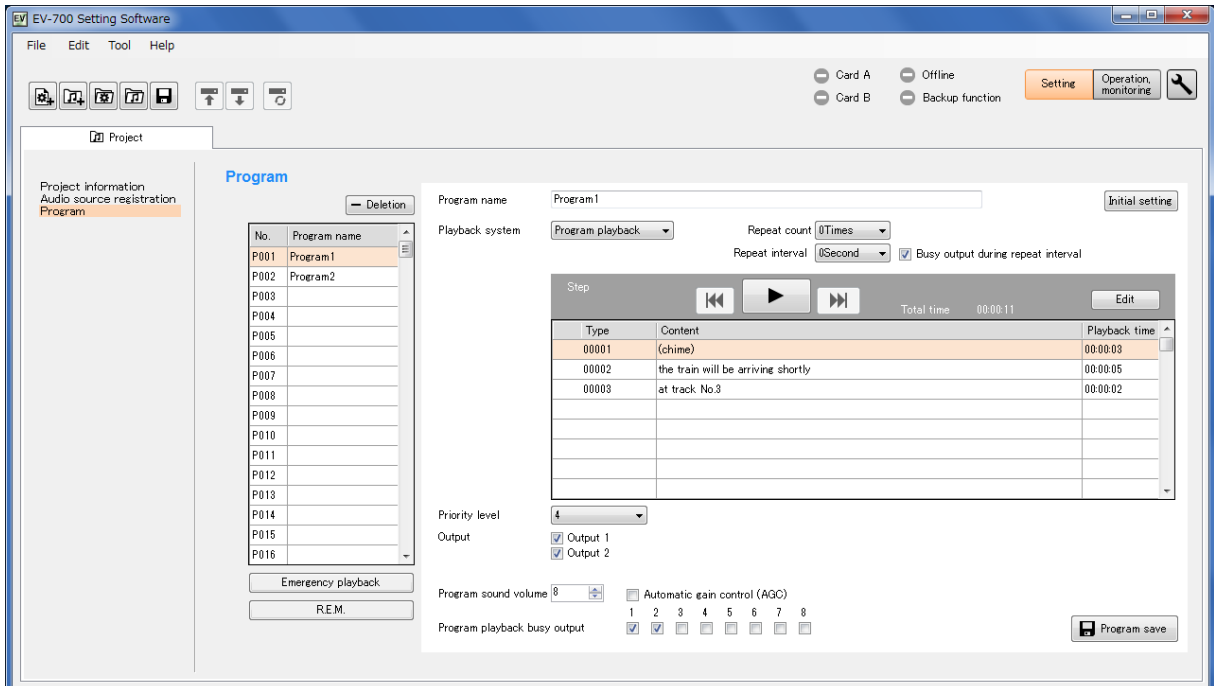 EV EV-700 Setting Software
File Edit Tool Help
Card A Offline
Card B Backup function
Setting
Operation,
monitoring
Project
Project information
Audio source registration
Program
Program
Deletion
No. Program name
P001 Program1
P002 Program2
P003
P004
P005
P006
P007
P008
P009
P010
P011
P012
P013
P014
P015
P016
Emergency playback
R.E.M.
Program name Program1 Initial setting
Playback system Program playback Repeat count 0Times
Repeat interval 0Second Busy output during repeat interval
Step Total time 00:00:11 Edit
Type Content Playback time
00001 (chime) 00:00:03
00002 the train will be arriving shortly 00:00:05
00003 at track No.3 00:00:02
Priority level 4
Output Output 1
Output 2
Program sound volume 8 Automatic gain control (AGC)
1 2 3 4 5 6 7 8
Program playback busy output
Program save